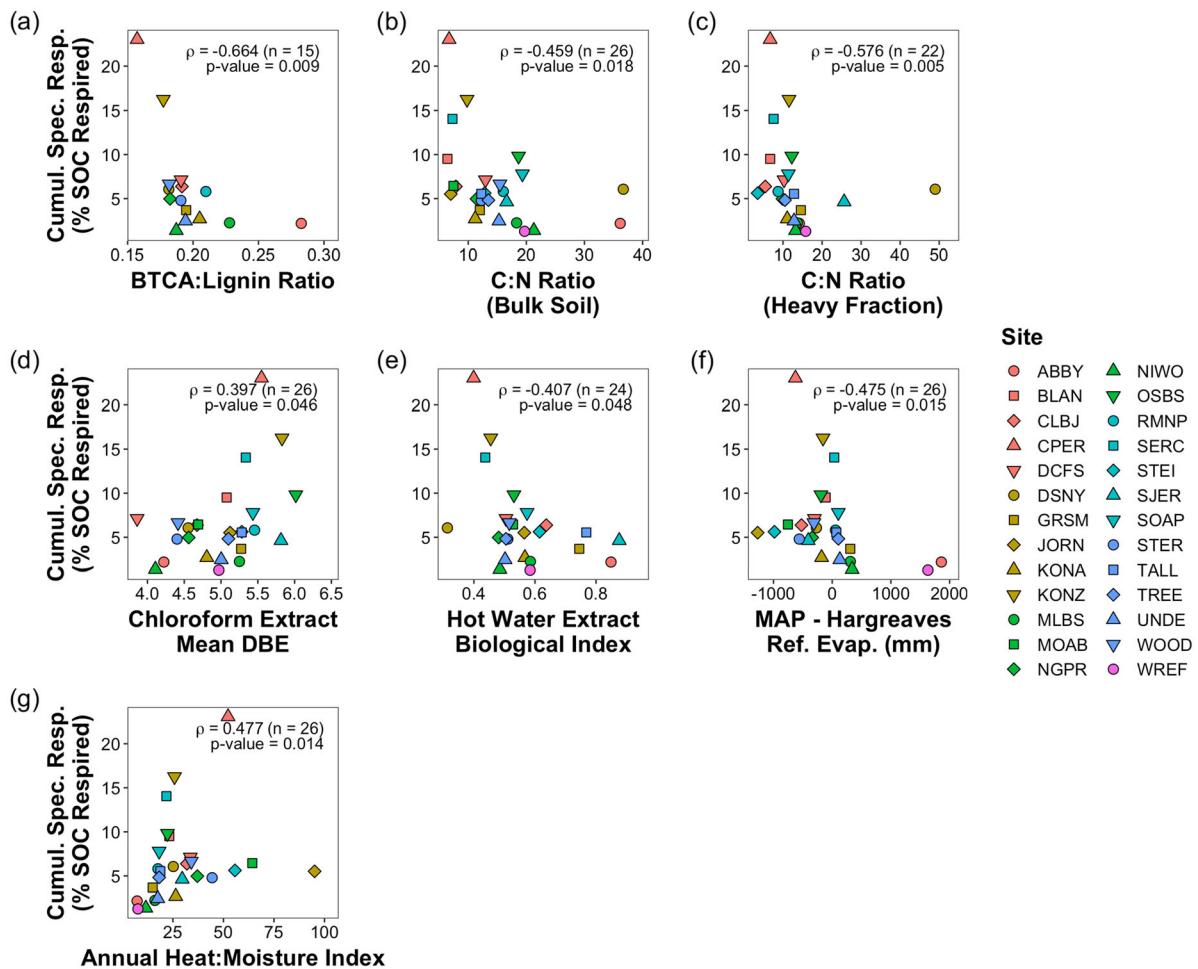 (a)
Cumul. Spec. Resp.
(% SOC Respired)
20
15
10
5
ρ = -0.664 (n = 15)
p-value = 0.009
0.15
0.20
0.25
0.30
BTCA:Lignin Ratio
(b)
20
15
10
5
ρ = -0.459 (n = 26)
p-value = 0.018
10
20
30
40
C:N Ratio
(Bulk Soil)
(c)
20
15
10
5
ρ = -0.576 (n = 22)
p-value = 0.005
10
20
30
40
50
C:N Ratio
(Heavy Fraction)
(d)
Cumul. Spec. Resp.
(% SOC Respired)
20
15
10
5
ρ = 0.397 (n = 26)
p-value = 0.046
4.0
4.5
5.0
5.5
6.0
6.5
Chloroform Extract
Mean DBE
(e)
20
15
10
5
ρ = -0.407 (n = 24)
p-value = 0.048
0.4
0.6
0.8
Hot Water Extract
Biological Index
(f)
20
15
10
5
ρ = -0.475 (n = 26)
p-value = 0.015
-1000
0
1000
2000
MAP - Hargreaves
Ref. Evap. (mm)
(g)
Cumul. Spec. Resp.
(% SOC Respired)
20
15
10
5
ρ = 0.477 (n = 26)
p-value = 0.014
25
50
75
100
Annual Heat:Moisture Index
Site
ABBY
BLAN
CLBJ
CPER
DCFS
DSNY
GRSM
JORN
KONA
KONZ
MLBS
MOAB
NGPR
NIWO
OSBS
RMNP
SERC
STEI
SJER
SOAP
STER
TALL
TREE
UNDE
WOOD
WREF